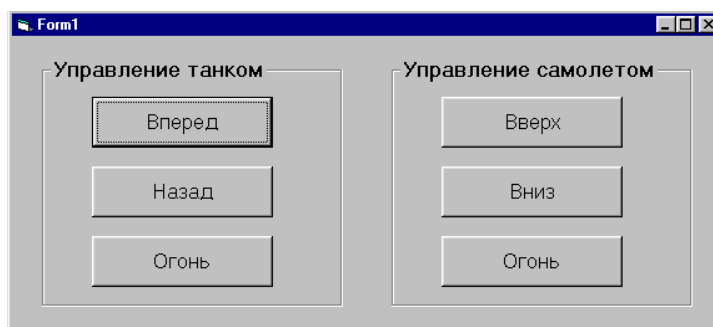 Form1
Управление танком
Вперед
Назад
Огонь
Управление самолетом
Вверх
Вниз
Огонь